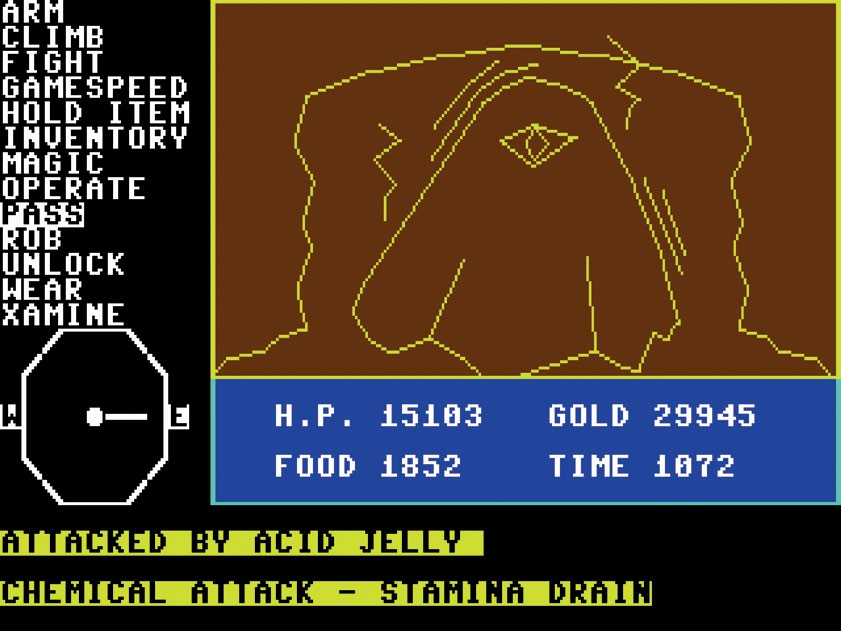 ARM
CLIMB
FIGHT
GAMESPEED
HOLD ITEM
INVENTORY
MAGIC
OPERATE
PASS
ROB
UNLOCK
WEAR
XAMINE
W E
H.P. 15103 GOLD 29945
FOOD 1852 TIME 1072
ATTACKED BY ACID JELLY
CHEMICAL ATTACK - STAMINA DRAIN